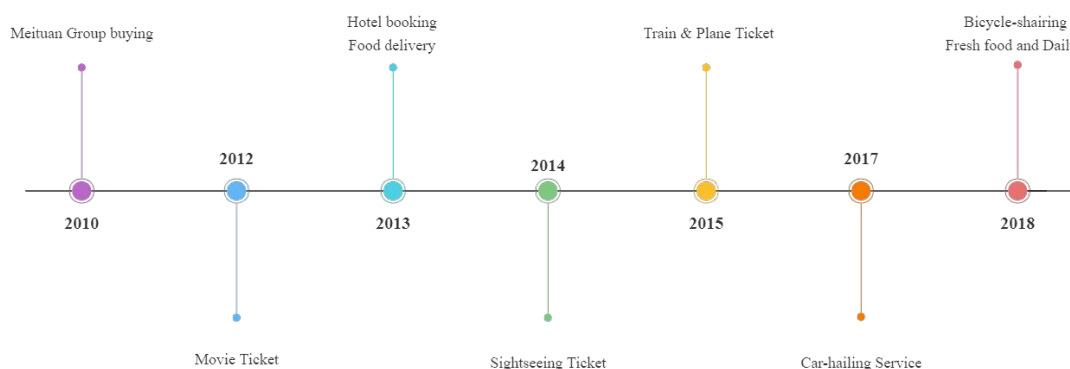 Meituan Group buying
Hotel booking
Food delivery
Train & Plane Ticket
Bicycle-shairing
Fresh food and Dail
2012
2014
2017
2010
2013
2015
2018
Movie Ticket
Sightseeing Ticket
Car-hailing Service